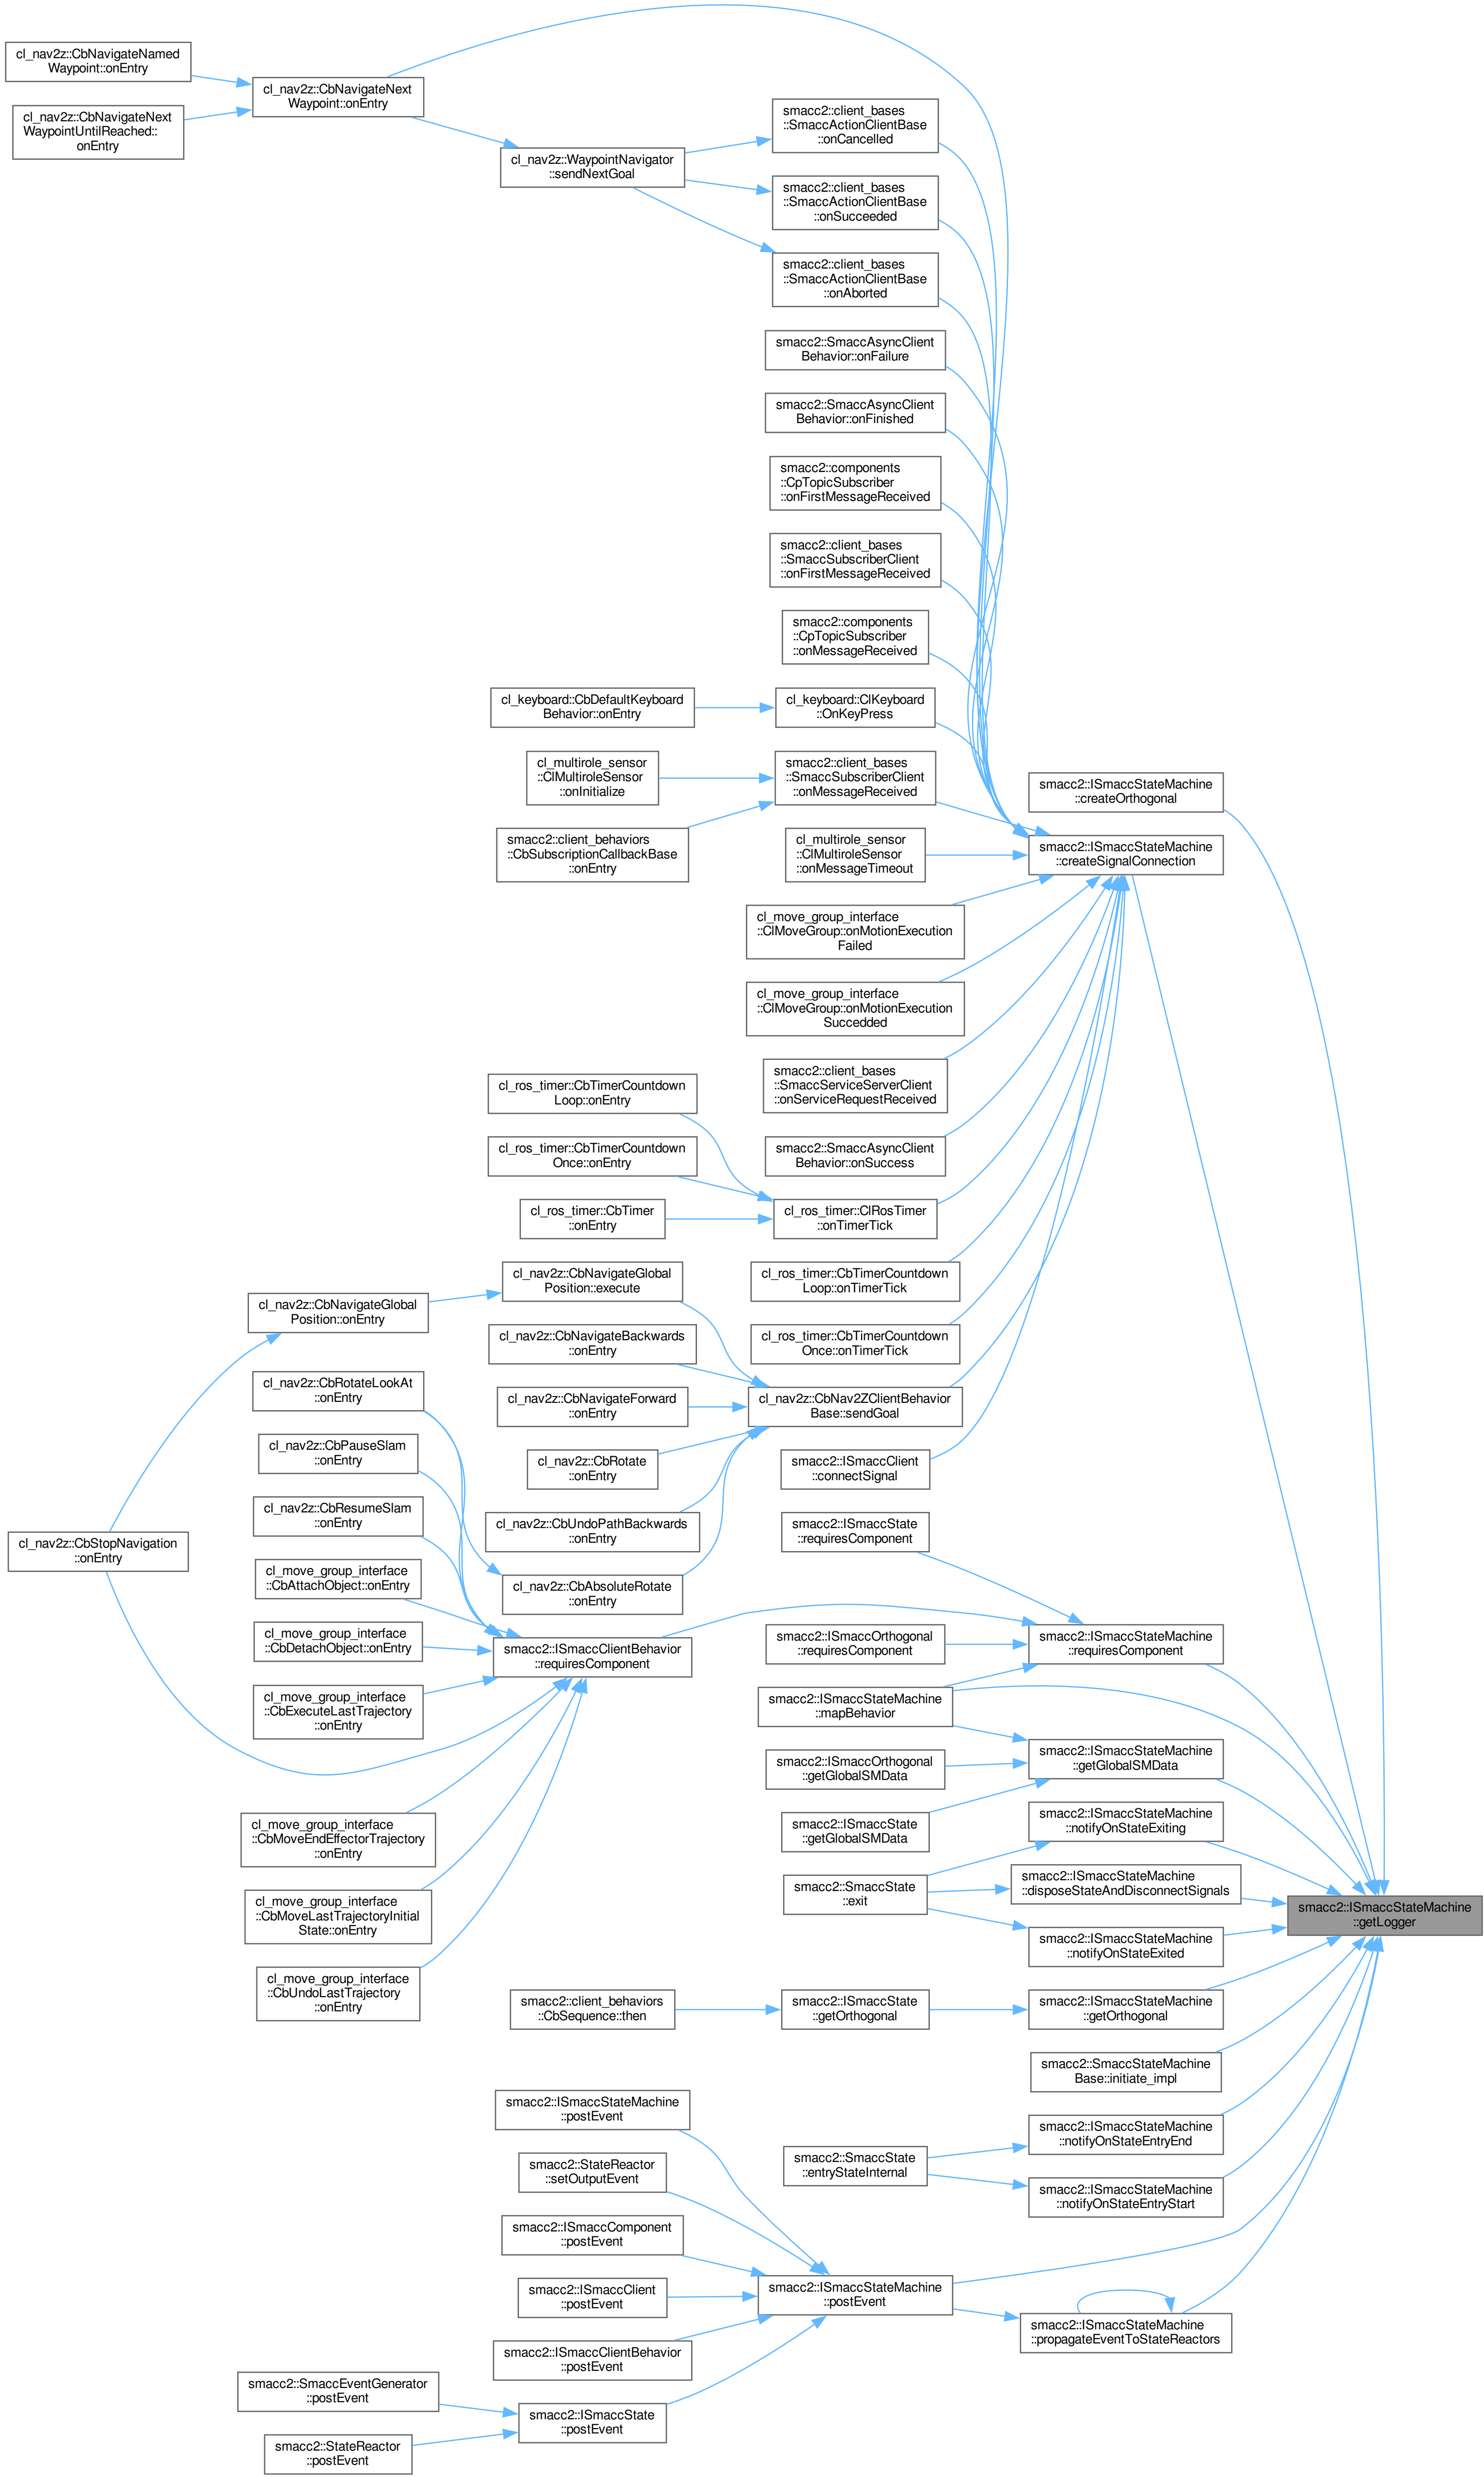 cl_nav2z::CbNavigateNamed
Waypoint::onEntry
cl_nav2z::CbNavigateNext
WaypointUntilReached::
onEntry
cl_nav2z::CbNavigateNext
Waypoint::onEntry
cl_nav2z::WaypointNavigator
::sendNextGoal
smacc2::client_bases
::SmaccActionClientBase
::onCancelled
smacc2::client_bases
::SmaccActionClientBase
::onSucceeded
smacc2::client_bases
::SmaccActionClientBase
::onAborted
smacc2::SmaccAsyncClient
Behavior::onFailure
smacc2::SmaccAsyncClient
Behavior::onFinished
smacc2::components
::CpTopicSubscriber
::onFirstMessageReceived
smacc2::client_bases
::SmaccSubscriberClient
::onFirstMessageReceived
smacc2::components
::CpTopicSubscriber
::onMessageReceived
cl_keyboard::CbDefaultKeyboard
Behavior::onEntry
cl_keyboard::ClKeyboard
::OnKeyPress
cl_multirole_sensor
::ClMultiroleSensor
::onInitialize
smacc2::client_bases
::SmaccSubscriberClient
::onMessageReceived
smacc2::ISmaccStateMachine
::createOrthogonal
smacc2::client_behaviors
::CbSubscriptionCallbackBase
::onEntry
cl_multirole_sensor
::ClMultiroleSensor
::onMessageTimeout
smacc2::ISmaccStateMachine
::createSignalConnection
cl_move_group_interface
::ClMoveGroup::onMotionExecution
Failed
cl_move_group_interface
::ClMoveGroup::onMotionExecution
Succedded
smacc2::client_bases
::SmaccServiceServerClient
::onServiceRequestReceived
cl_ros_timer::CbTimerCountdown
Loop::onEntry
cl_ros_timer::CbTimerCountdown
Once::onEntry
smacc2::SmaccAsyncClient
Behavior::onSuccess
cl_ros_timer::CbTimer
::onEntry
cl_ros_timer::ClRosTimer
::onTimerTick
cl_nav2z::CbNavigateGlobal
Position::execute
cl_ros_timer::CbTimerCountdown
Loop::onTimerTick
cl_nav2z::CbNavigateGlobal
Position::onEntry
cl_nav2z::CbNavigateBackwards
::onEntry
cl_ros_timer::CbTimerCountdown
Once::onTimerTick
cl_nav2z::CbRotateLookAt
::onEntry
cl_nav2z::CbNavigateForward
::onEntry
cl_nav2z::CbNav2ZClientBehavior
Base::sendGoal
cl_nav2z::CbPauseSlam
::onEntry
cl_nav2z::CbRotate
::onEntry
smacc2::ISmaccClient
::connectSignal
cl_nav2z::CbResumeSlam
::onEntry
cl_nav2z::CbUndoPathBackwards
::onEntry
smacc2::ISmaccState
::requiresComponent
cl_nav2z::CbStopNavigation
::onEntry
cl_move_group_interface
::CbAttachObject::onEntry
cl_nav2z::CbAbsoluteRotate
::onEntry
cl_move_group_interface
::CbDetachObject::onEntry
smacc2::ISmaccClientBehavior
::requiresComponent
smacc2::ISmaccOrthogonal
::requiresComponent
smacc2::ISmaccStateMachine
::requiresComponent
cl_move_group_interface
::CbExecuteLastTrajectory
::onEntry
smacc2::ISmaccStateMachine
::mapBehavior
smacc2::ISmaccOrthogonal
::getGlobalSMData
smacc2::ISmaccStateMachine
::getGlobalSMData
cl_move_group_interface
::CbMoveEndEffectorTrajectory
::onEntry
smacc2::ISmaccState
::getGlobalSMData
smacc2::ISmaccStateMachine
::notifyOnStateExiting
cl_move_group_interface
::CbMoveLastTrajectoryInitial
State::onEntry
smacc2::SmaccState
::exit
smacc2::ISmaccStateMachine
::disposeStateAndDisconnectSignals
smacc2::ISmaccStateMachine
::getLogger
smacc2::ISmaccStateMachine
::notifyOnStateExited
cl_move_group_interface
::CbUndoLastTrajectory
::onEntry
smacc2::client_behaviors
::CbSequence::then
smacc2::ISmaccState
::getOrthogonal
smacc2::ISmaccStateMachine
::getOrthogonal
smacc2::SmaccStateMachine
Base::initiate_impl
smacc2::ISmaccStateMachine
::postEvent
smacc2::ISmaccStateMachine
::notifyOnStateEntryEnd
smacc2::StateReactor
::setOutputEvent
smacc2::SmaccState
::entryStateInternal
smacc2::ISmaccStateMachine
::notifyOnStateEntryStart
smacc2::ISmaccComponent
::postEvent
smacc2::ISmaccClient
::postEvent
smacc2::ISmaccStateMachine
::postEvent
smacc2::ISmaccStateMachine
::propagateEventToStateReactors
smacc2::ISmaccClientBehavior
::postEvent
smacc2::SmaccEventGenerator
::postEvent
smacc2::ISmaccState
::postEvent
smacc2::StateReactor
::postEvent